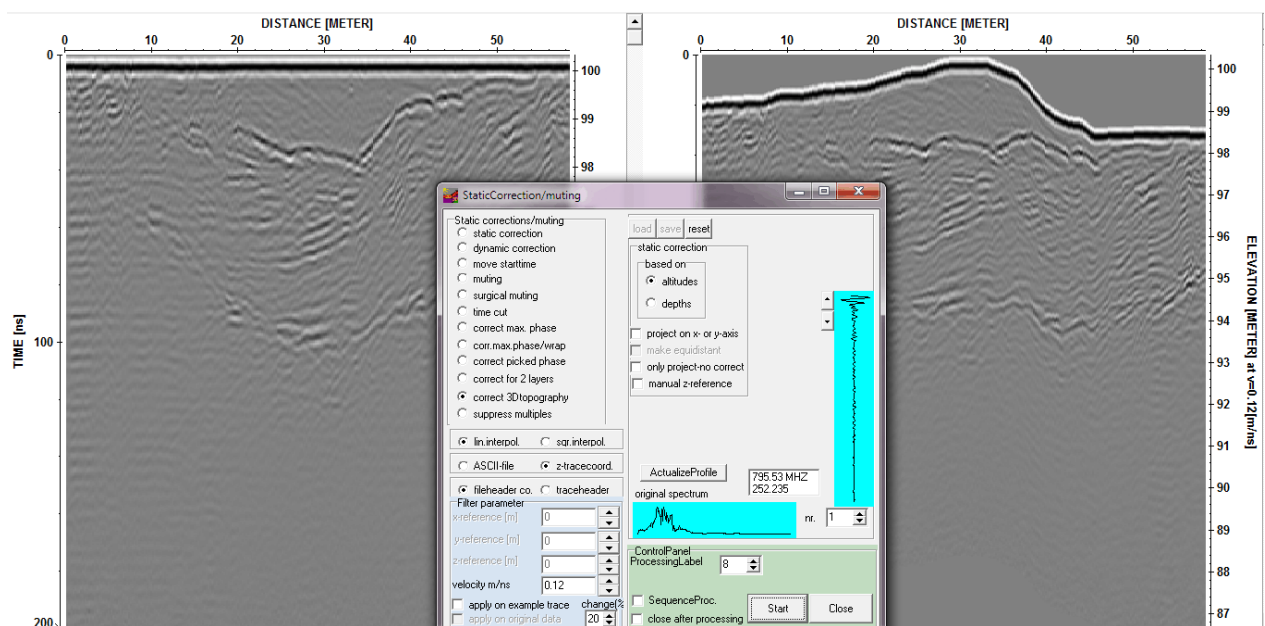 DISTANCE [METER]
0 10 20 30 40 50
0
100
200
TIME [ns]
100
99
98
DISTANCE [METER]
0 10 20 30 40 50
0
100
99
98
97
96
95
94
93
92
91
90
89
88
87
ELEVATION [METER] at v=0.12[m/ns]
StaticCorrection/muting
Static corrections/muting
static correction
dynamic correction
move starttime
muting
surgical muting
time cut
correct max. phase
corr.max.phase/wrap
correct picked phase
correct for 2 layers
correct 3Dtopography
suppress multiples
lin.interpol. sqr.interpol.
ASCII-file z-tracecoord.
fileheader co. traceheader
Filter parameter
x-reference [m] 0
y-reference [m] 0
z-reference [m] 0
velocity m/ns 0.12
apply on example trace change(%
apply on original data 20
load save reset
static correction
based on
altitudes
depths
project on x- or y-axis
make equidistant
only project-no correct
manual z-reference
ActualizeProfile
795.53 MHZ
252.235
original spectrum
nr. 1
ControlPanel
ProcessingLabel 8
SequenceProc.
close after processing
Start Close